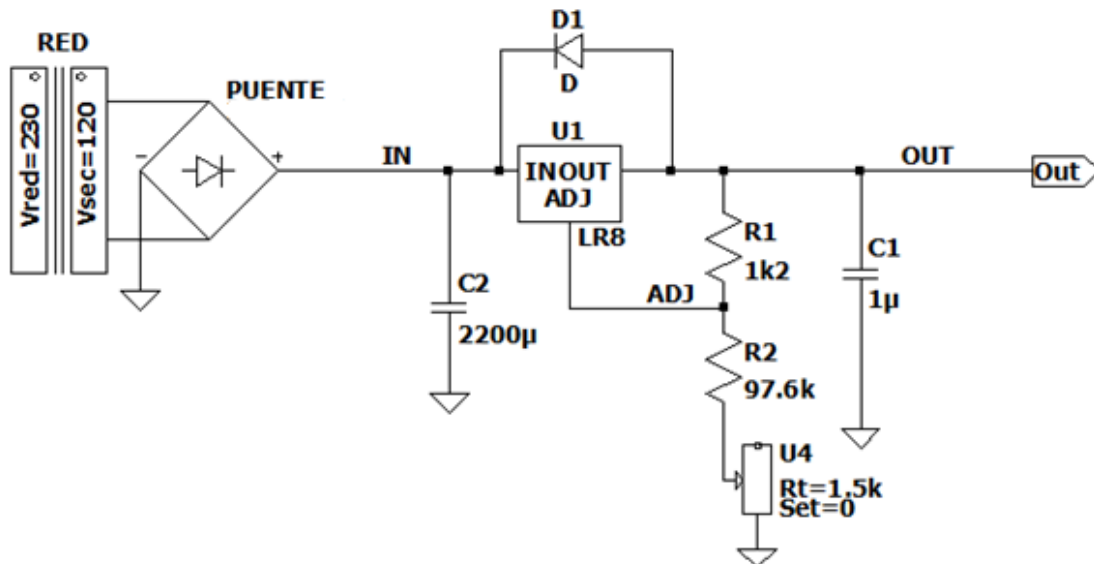 RED
Vred=230
Vsec=120
PUENTE
-
+
IN
D1
D
U1
INOUT
ADJ
LR8
OUT
Out
C2
2200µ
ADJ
R1
1k2
C1
1µ
R2
97.6k
U4
Rt=1.5k
Set=0